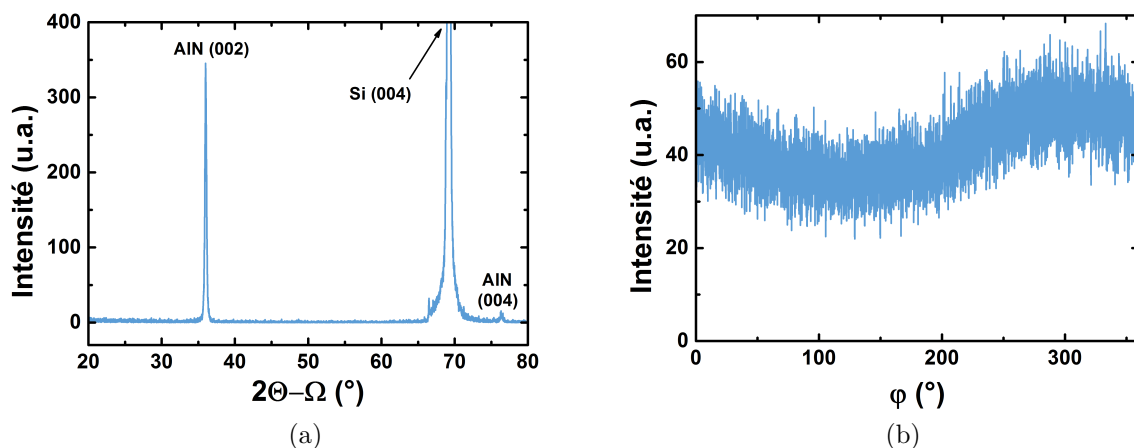 400
300
200
100
0
Intensité (u.a.)
AlN (002)
Si (004)
AlN
(004)
20 30 40 50 60 70 80
2Θ−Ω (°)
(a)
60
40
20
0
Intensité (u.a.)
0 100 200 300
φ (°)
(b)